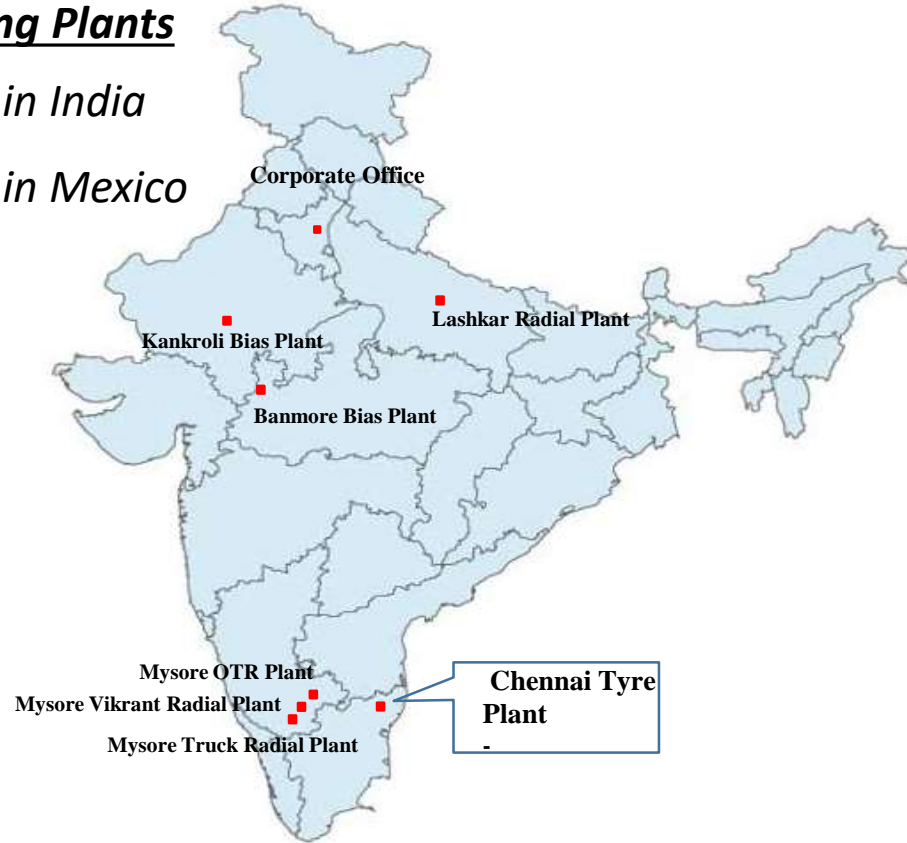 ng Plants
in India
in Mexico
Corporate Office
Lashkar Radial Plant
Kankroli Bias Plant
Banmore Bias Plant
Mysore OTR Plant
Mysore Vikrant Radial Plant
Mysore Truck Radial Plant
Chennai Tyre
Plant
-